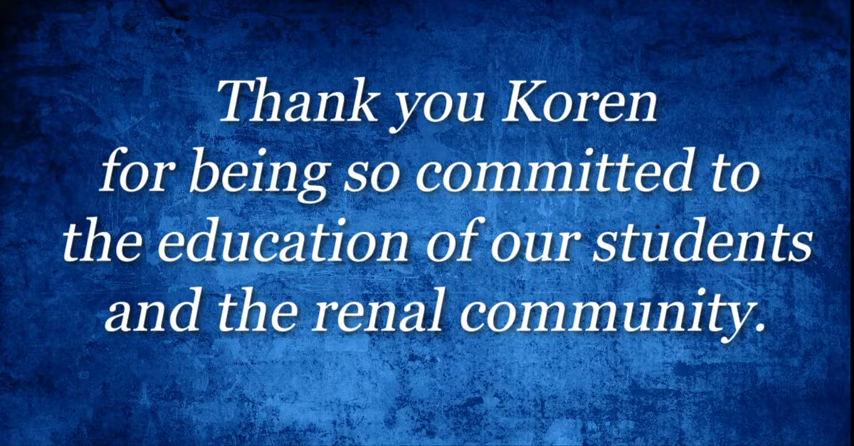 Thank you Koren
for being so committed to
the education of our students
and the renal community.